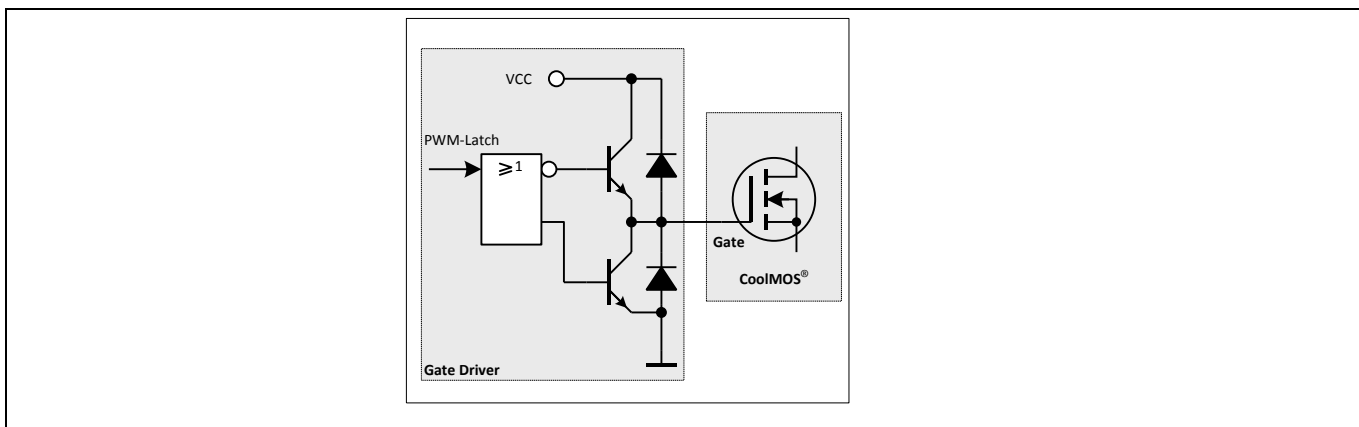 VCC
PWM-Latch
≥1
Gate
CoolMOS®
Gate Driver